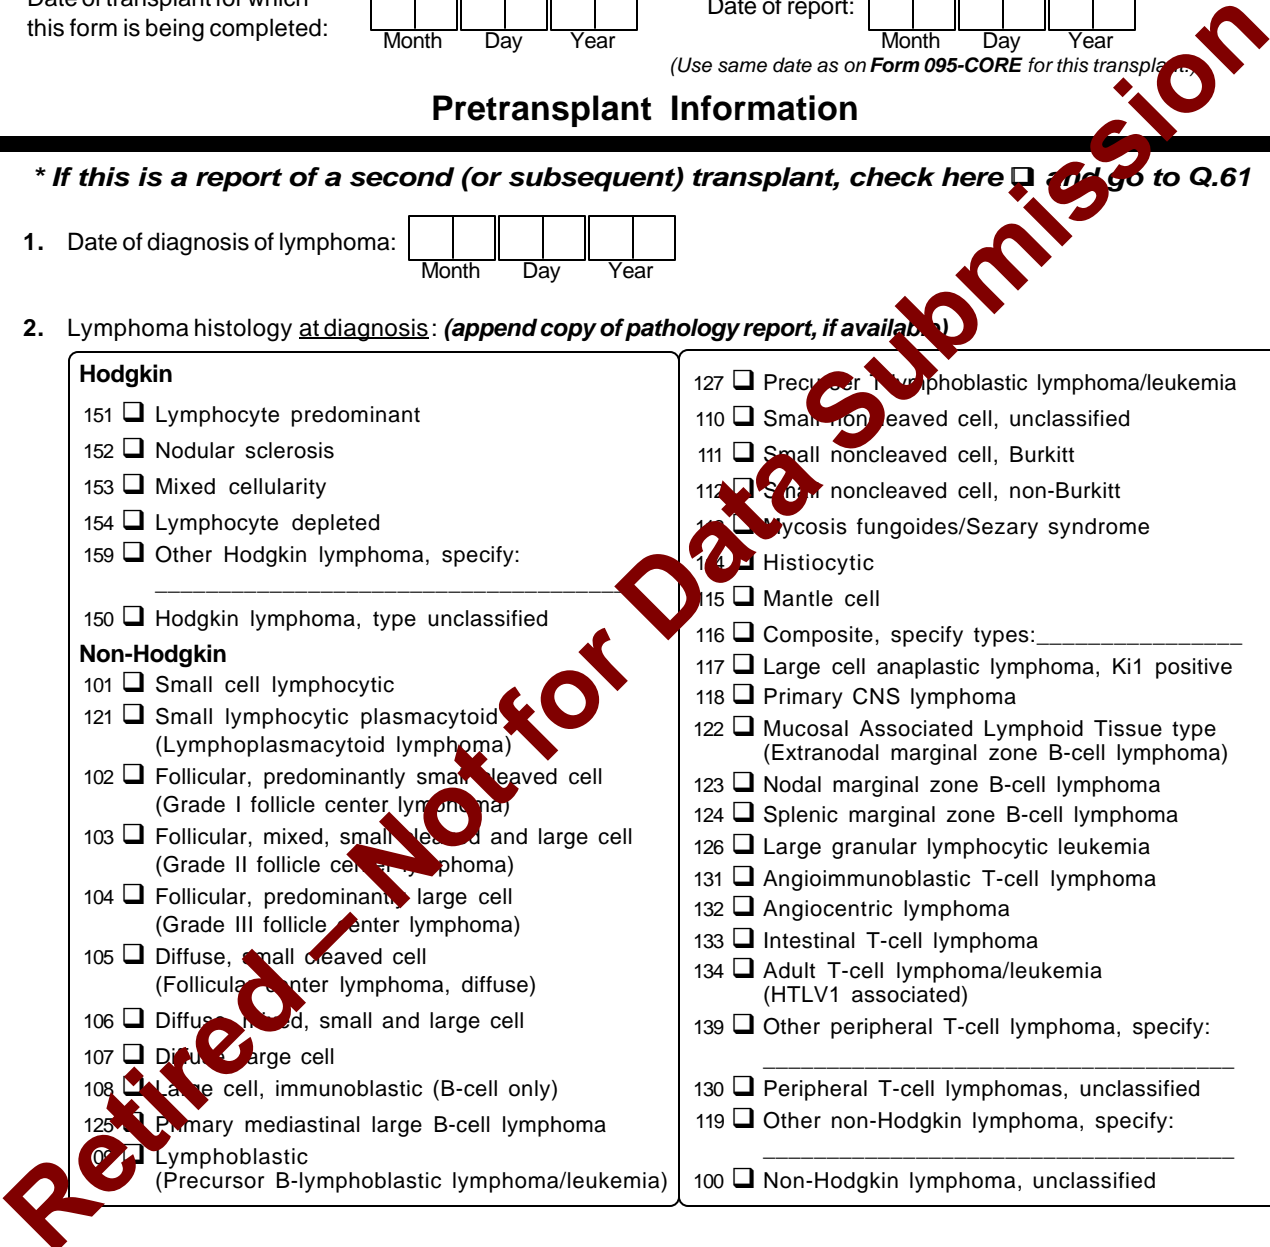 Date of transplant for which
this form is being completed:
Month Day Year
Date of report:
Month Day Year
(Use same date as on Form 095-CORE for this transplant.)
Pretransplant Information
* If this is a report of a second (or subsequent) transplant, check here ❑ and go to Q.61
1. Date of diagnosis of lymphoma:
Month Day Year
2. Lymphoma histology at diagnosis: (append copy of pathology report, if available)
Hodgkin
151 ❑ Lymphocyte predominant
152 ❑ Nodular sclerosis
153 ❑ Mixed cellularity
154 ❑ Lymphocyte depleted
159 ❑ Other Hodgkin lymphoma, specify:
150 ❑ Hodgkin lymphoma, type unclassified
Non-Hodgkin
101 ❑ Small cell lymphocytic
121 ❑ Small lymphocytic plasmacytoid
(Lymphoplasmacytoid lymphoma)
102 ❑ Follicular, predominantly small cleaved cell
(Grade I follicle center lymphoma)
103 ❑ Follicular, mixed, small cleaved and large cell
(Grade II follicle center lymphoma)
104 ❑ Follicular, predominantly large cell
(Grade III follicle center lymphoma)
105 ❑ Diffuse, small cleaved cell
(Follicular center lymphoma, diffuse)
106 ❑ Diffuse, mixed, small and large cell
107 ❑ Diffuse, large cell
108 ❑ Large cell, immunoblastic (B-cell only)
125 ❑ Primary mediastinal large B-cell lymphoma
109 ❑ Lymphoblastic
(Precursor B-lymphoblastic lymphoma/leukemia)
127 ❑ Precurser T-lymphoblastic lymphoma/leukemia
110 ❑ Small noncleaved cell, unclassified
111 ❑ Small noncleaved cell, Burkitt
112 ❑ Small noncleaved cell, non-Burkitt
113 ❑ Mycosis fungoides/Sezary syndrome
114 ❑ Histiocytic
115 ❑ Mantle cell
116 ❑ Composite, specify types:________________
117 ❑ Large cell anaplastic lymphoma, Ki1 positive
118 ❑ Primary CNS lymphoma
122 ❑ Mucosal Associated Lymphoid Tissue type
(Extranodal marginal zone B-cell lymphoma)
123 ❑ Nodal marginal zone B-cell lymphoma
124 ❑ Splenic marginal zone B-cell lymphoma
126 ❑ Large granular lymphocytic leukemia
131 ❑ Angioimmunoblastic T-cell lymphoma
132 ❑ Angiocentric lymphoma
133 ❑ Intestinal T-cell lymphoma
134 ❑ Adult T-cell lymphoma/leukemia
(HTLV1 associated)
139 ❑ Other peripheral T-cell lymphoma, specify:
130 ❑ Peripheral T-cell lymphomas, unclassified
119 ❑ Other non-Hodgkin lymphoma, specify:
100 ❑ Non-Hodgkin lymphoma, unclassified
Retired – Not for Data Submission